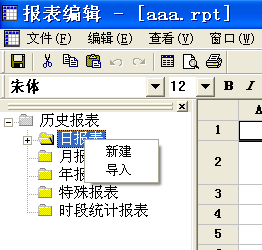 报表编辑 - [aaa.rpt]
文件(F) 编辑(E) 查看(V) 窗口(W)
朱体 12 B I
历史报表
日报表
新建
导入
月报
年报
特殊报表
时段统计报表
A
1
2
3
4
5